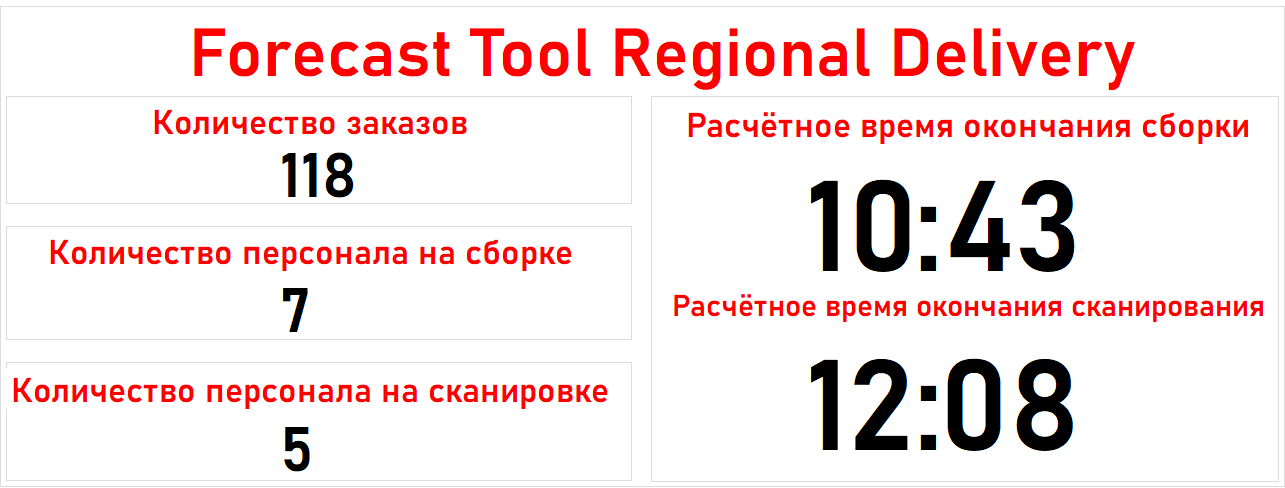 Forecast Tool Regional Delivery
Количество заказов
118
Количество персонала на сборке
7
Количество персонала на сканировке
5
Расчётное время окончания сборки
10:43
Расчётное время окончания сканирования
12:08